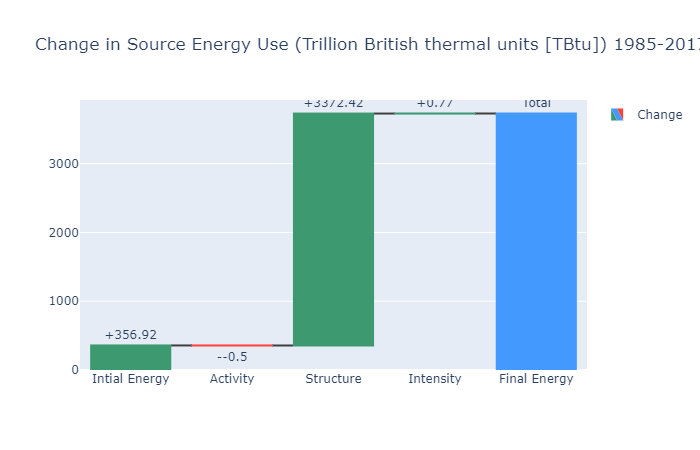 Change in Source Energy Use (Trillion British thermal units [TBtu]) 1985-2017
Change
+3372.42
+0.77
Total
3000
2000
1000
+356.92
--0.5
0
Intial Energy
Activity
Structure
Intensity
Final Energy